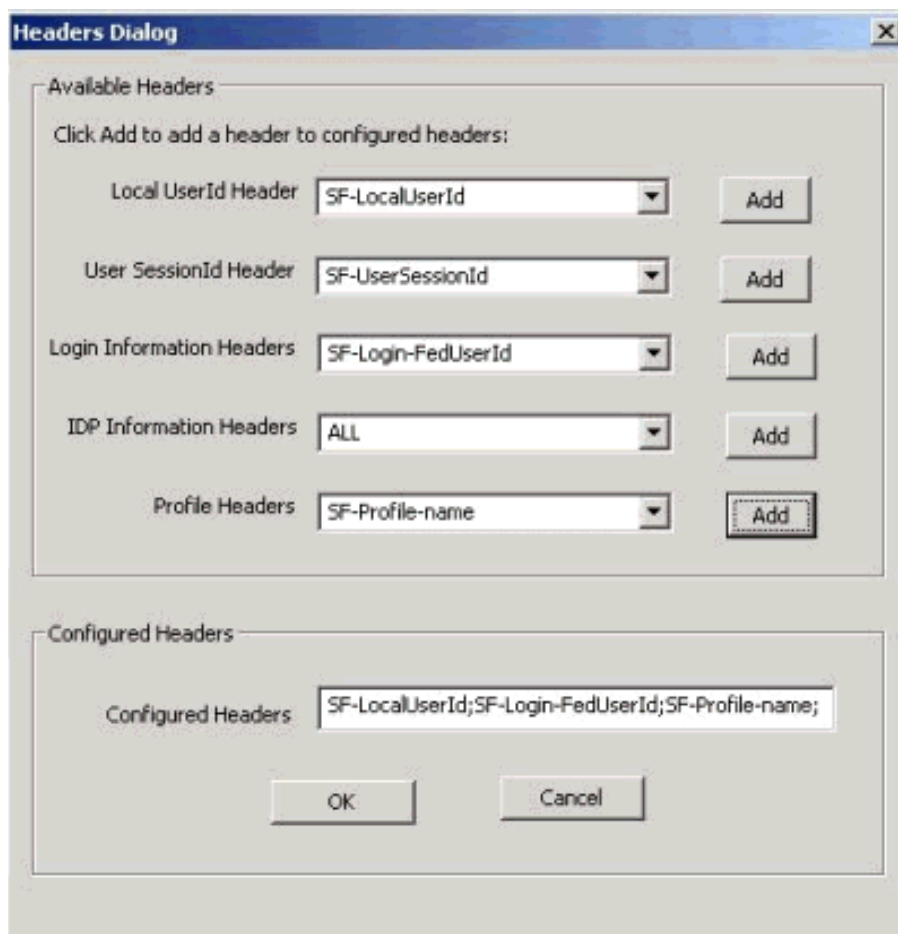 Headers Dialog
Available Headers
Click Add to add a header to configured headers:
Local UserId Header SF-LocalUserId Add
User SessionId Header SF-UserSessionId Add
Login Information Headers SF-Login-FedUserId Add
IDP Information Headers ALL Add
Profile Headers SF-Profile-name Add
Configured Headers
Configured Headers SF-LocalUserId;SF-Login-FedUserId;SF-Profile-name;
OK Cancel